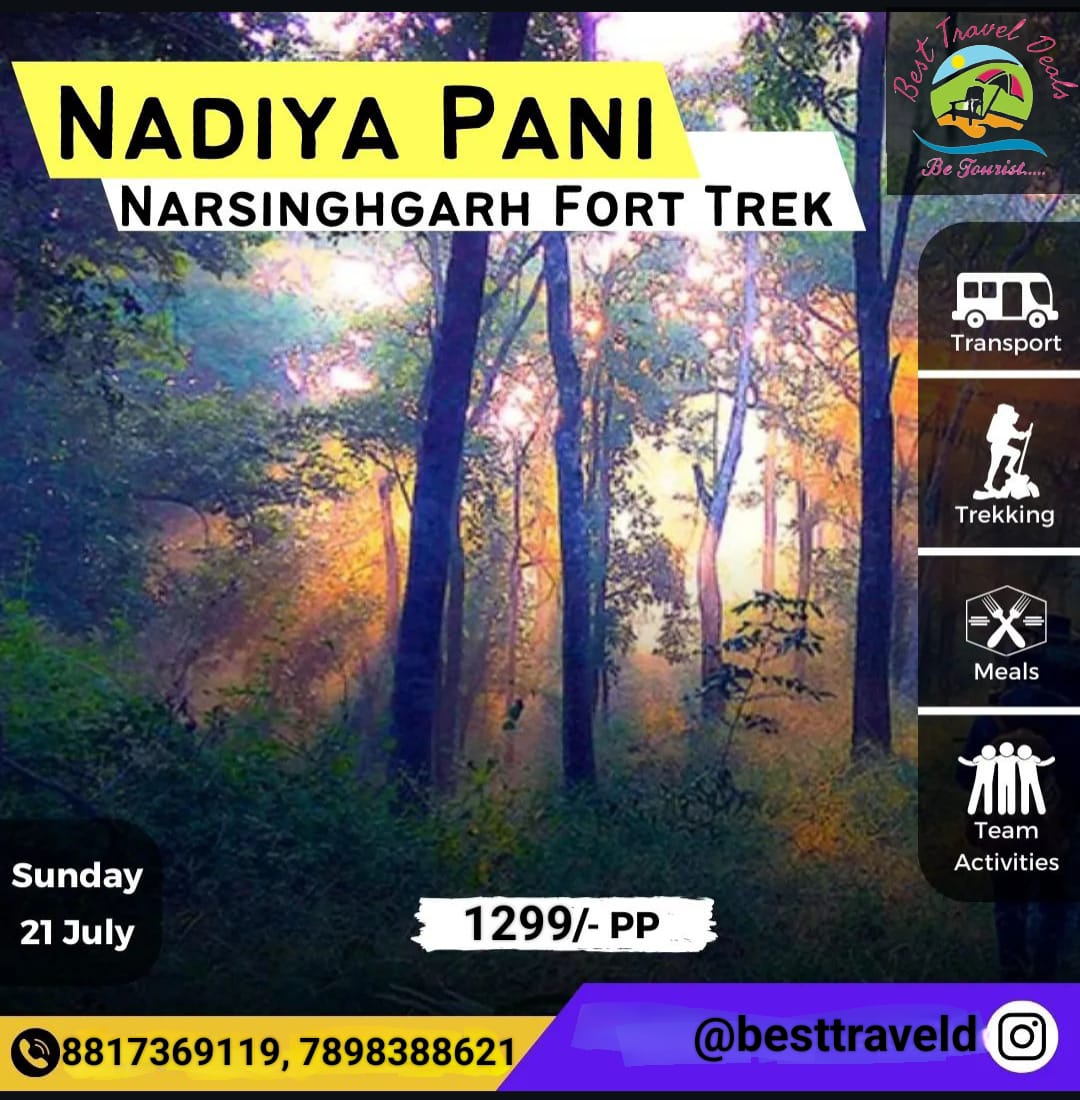 Best Travel Deals
Be Tourist.....
NADIYA PANI
NARSINGHGARH FORT TREK
Transport
Trekking
Meals
Team
Activities
Sunday
21 July
1299/- PP
8817369119, 7898388621
@besttraveld